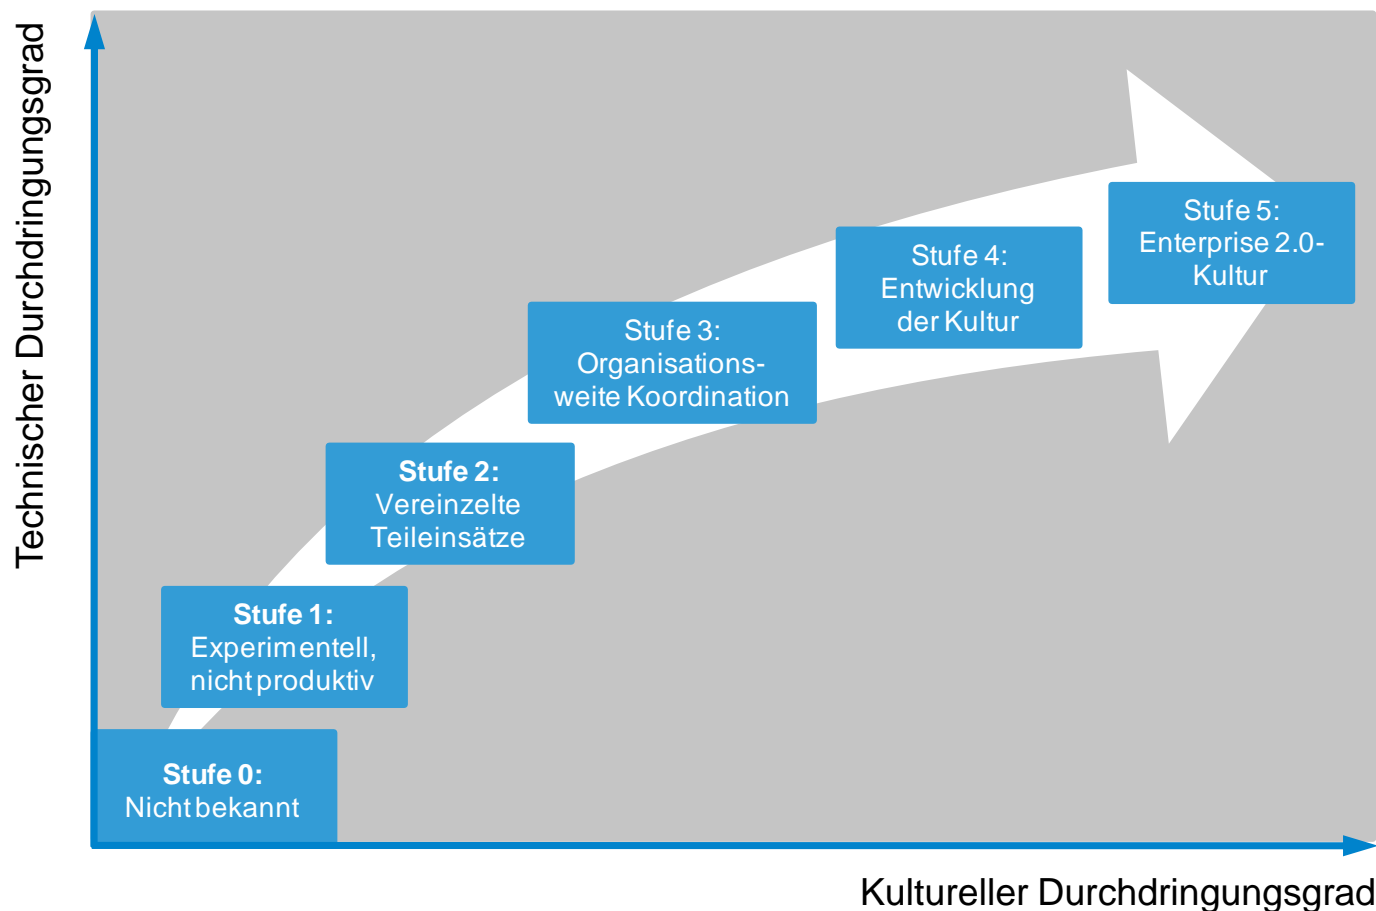 Technischer Durchdringungsgrad
Stufe 5:
Enterprise 2.0-
Kultur
Stufe 4:
Entwicklung
der Kultur
Stufe 3:
Organisations-
weite Koordination
Stufe 2:
Vereinzelte
Teileinsätze
Stufe 1:
Experimentell,
nicht produktiv
Stufe 0:
Nicht bekannt
Kultureller Durchdringungsgrad